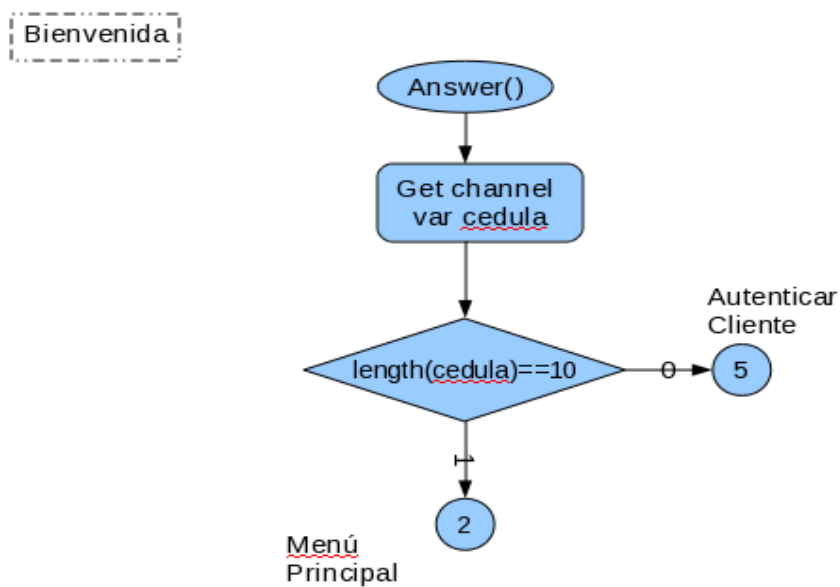 Bienvenida
Answer()
Get channel
var cedula
Autenticar
Cliente
length(cedula)==10
0
5
1
2
Menú
Principal